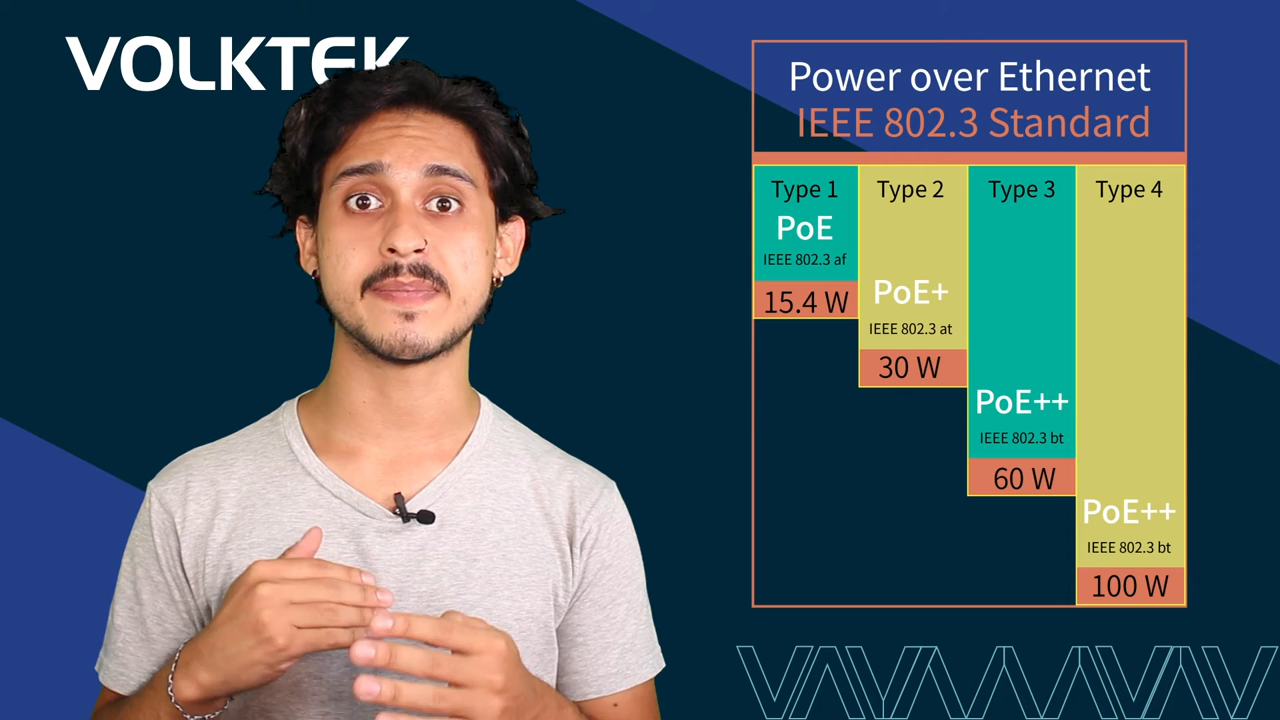 VOLKTEK
Power over Ethernet
IEEE 802.3 Standard
Type 1
PoE
IEEE 802.3 af
15.4 W
Type 2
PoE+
IEEE 802.3 at
30 W
Type 3
PoE++
IEEE 802.3 bt
60 W
Type 4
PoE++
IEEE 802.3 bt
100 W